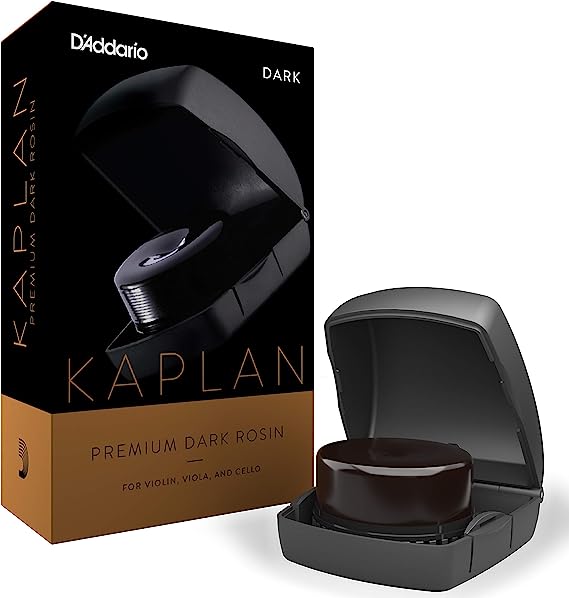 D'Addario
DARK
KAPLAN
PREMIUM DARK ROSIN
KAPLAN
PREMIUM DARK ROSIN
FOR VIOLIN, VIOLA, AND CELLO